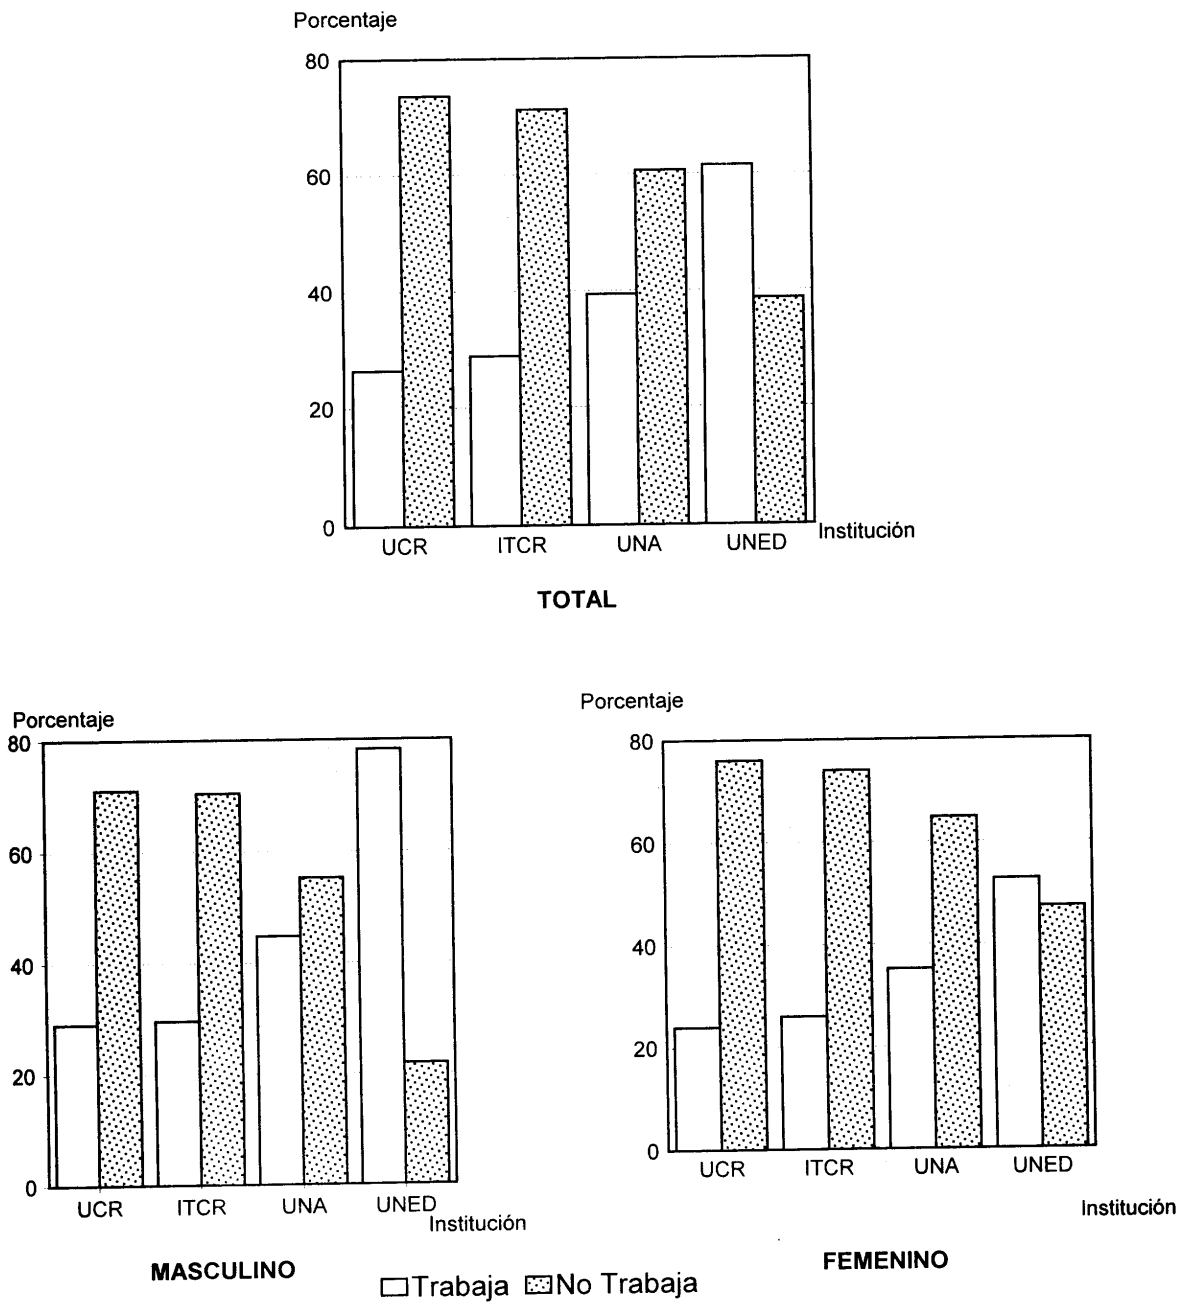 Porcentaje
80
60
40
20
0
UCR ITCR UNA UNED Institución
TOTAL
Porcentaje
80
60
40
20
0
UCR ITCR UNA UNED
Institución
MASCULINO
Porcentaje
80
60
40
20
0
UCR ITCR UNA UNED
Institución
FEMENINO
Trabaja No Trabaja